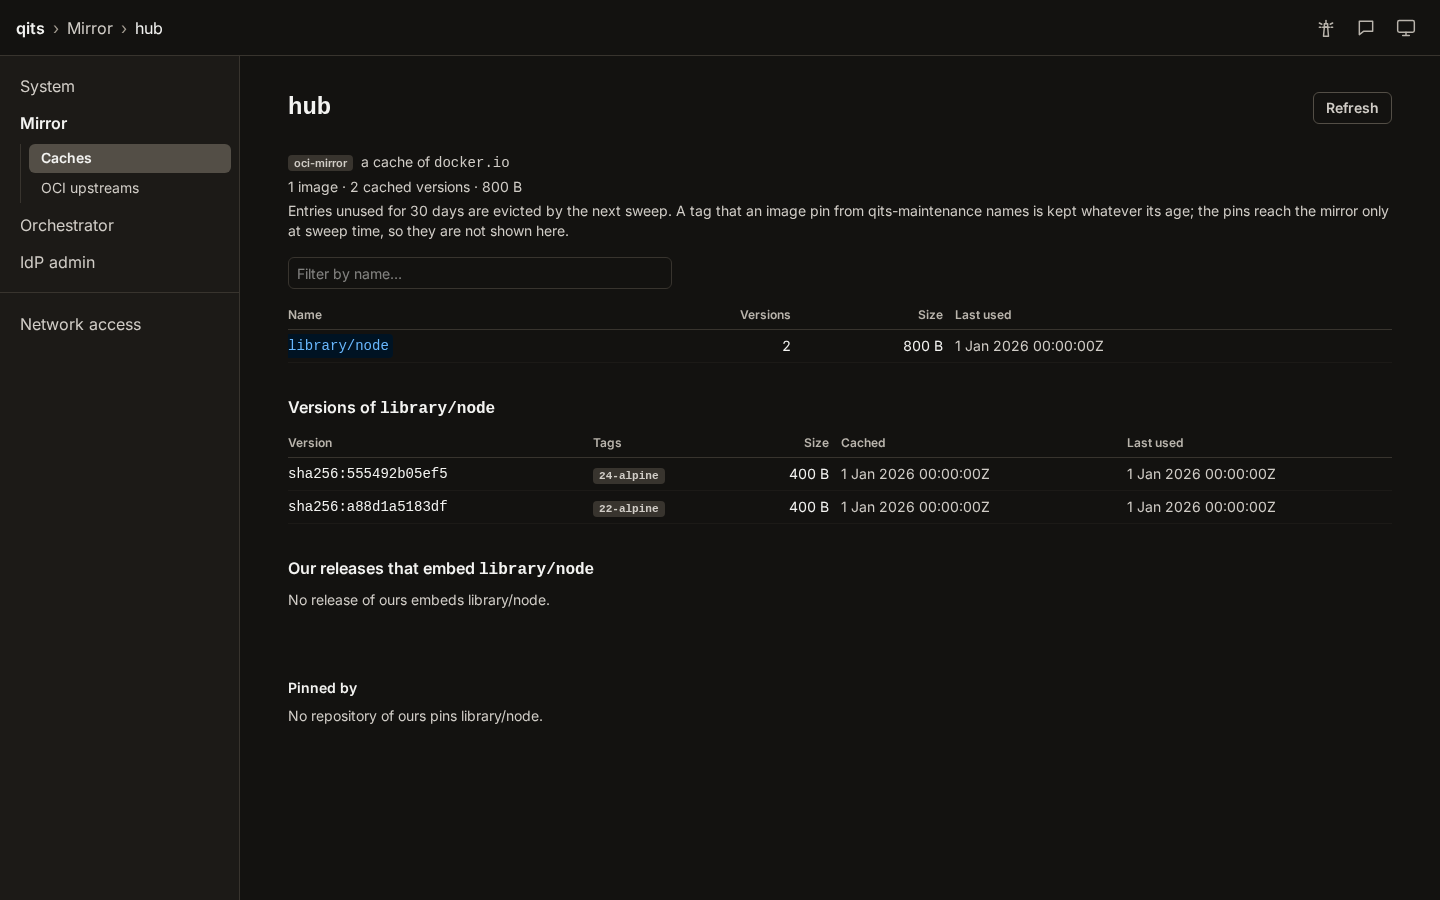 qits › Mirror › hub
System
Mirror
Caches
OCI upstreams
Orchestrator
IdP admin
Network access
hub
Refresh
oci-mirror a cache of docker.io
1 image · 2 cached versions · 800 B
Entries unused for 30 days are evicted by the next sweep. A tag that an image pin from qits-maintenance names is kept whatever its age; the pins reach the mirror only
at sweep time, so they are not shown here.
Filter by name...
Name Versions Size Last used
library/node 2 800 B 1 Jan 2026 00:00:00Z
Versions of library/node
Version Tags Size Cached Last used
sha256:555492b05ef5 24-alpine 400 B 1 Jan 2026 00:00:00Z 1 Jan 2026 00:00:00Z
sha256:a88d1a5183df 22-alpine 400 B 1 Jan 2026 00:00:00Z 1 Jan 2026 00:00:00Z
Our releases that embed library/node
No release of ours embeds library/node.
Pinned by
No repository of ours pins library/node.